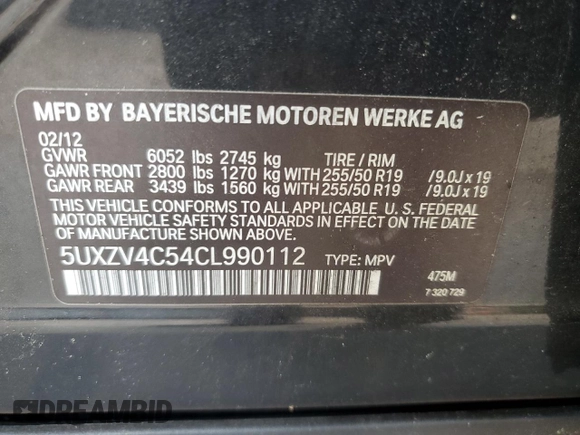 MFD BY BAYERISCHE MOTOREN WERKE AG
02/12
GVWR 6052 lbs 2745 kg TIRE / RIM
GAWR FRONT 2800 lbs 1270 kg WITH 255/50 R19 /9.0J x 19
GAWR REAR 3439 lbs 1560 kg WITH 255/50 R19 /9.0J x 19
THIS VEHICLE CONFORMS TO ALL APPLICABLE U. S. FEDERAL
MOTOR VEHICLE SAFETY STANDARDS IN EFFECT ON THE DATE
OF MANUFACTURE SHOWN ABOVE.
5UXZV4C54CL990112 TYPE: MPV
475M
7 320 729
DREAMBID